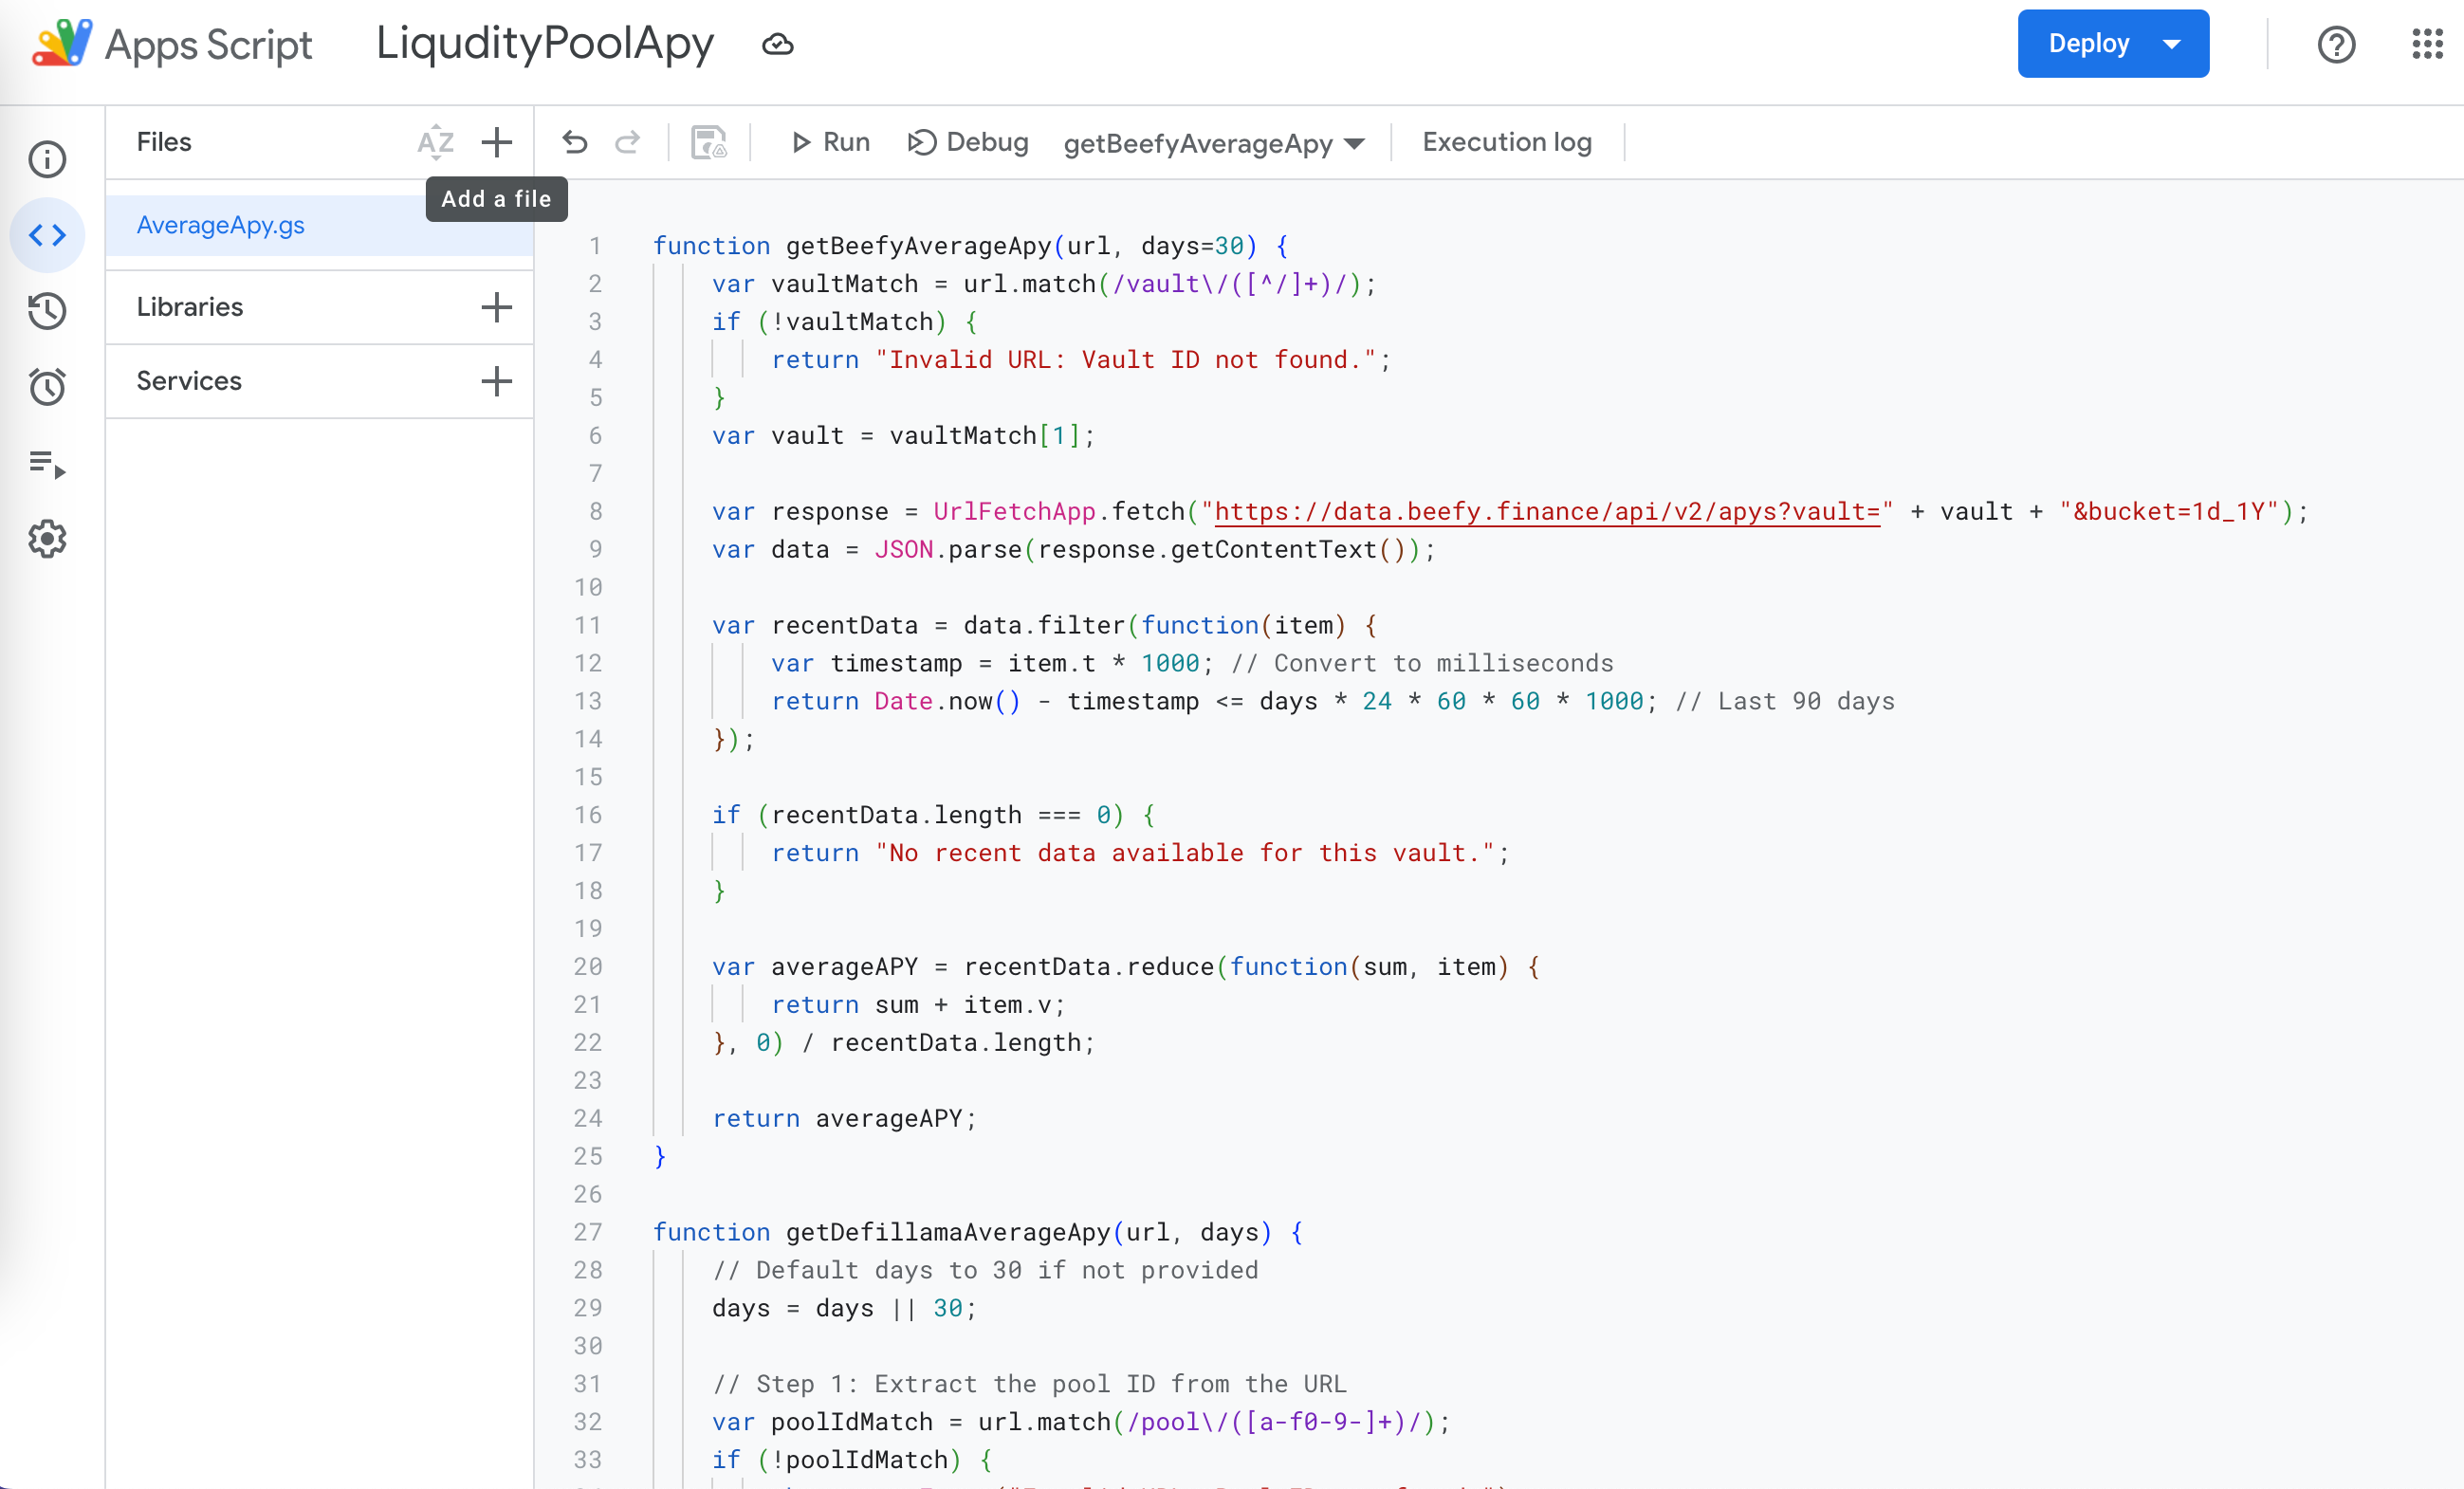 Apps Script LiqudityPoolApy Deploy
Files AZ Run Debug getBeefyAverageApy Execution log
Add a file
AverageApy.gs
Libraries
Services
1 function getBeefyAverageApy(url, days=30) {
2 var vaultMatch = url.match(/vault\/([^/]+)/);
3 if (!vaultMatch) {
4 return "Invalid URL: Vault ID not found.";
5 }
6 var vault = vaultMatch[1];
7
8 var response = UrlFetchApp.fetch("https://data.beefy.finance/api/v2/apys?vault=" + vault + "&bucket=1d_1Y");
9 var data = JSON.parse(response.getContentText());
10
11 var recentData = data.filter(function(item) {
12 var timestamp = item.t * 1000; // Convert to milliseconds
13 return Date.now() - timestamp <= days * 24 * 60 * 60 * 1000; // Last 90 days
14 });
15
16 if (recentData.length === 0) {
17 return "No recent data available for this vault.";
18 }
19
20 var averageAPY = recentData.reduce(function(sum, item) {
21 return sum + item.v;
22 }, 0) / recentData.length;
23
24 return averageAPY;
25 }
26
27 function getDefillamaAverageApy(url, days) {
28 // Default days to 30 if not provided
29 days = days || 30;
30
31 // Step 1: Extract the pool ID from the URL
32 var poolIdMatch = url.match(/pool\/([a-f0-9-]+)/);
33 if (!poolIdMatch) {